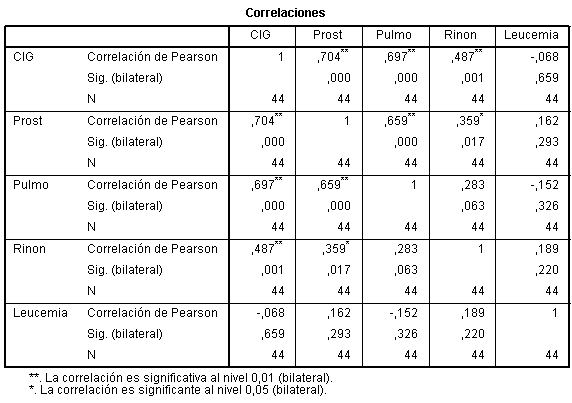 Correlaciones
CIG Prost Pulmo Rinon Leucemia
CIG Correlación de Pearson 1 ,704** ,697** ,487** -,068
Sig. (bilateral) ,000 ,000 ,001 ,659
N 44 44 44 44 44
Prost Correlación de Pearson ,704** 1 ,659** ,359* ,162
Sig. (bilateral) ,000 ,000 ,017 ,293
N 44 44 44 44 44
Pulmo Correlación de Pearson ,697** ,659** 1 ,283 -,152
Sig. (bilateral) ,000 ,000 ,063 ,326
N 44 44 44 44 44
Rinon Correlación de Pearson ,487** ,359* ,283 1 ,189
Sig. (bilateral) ,001 ,017 ,063 ,220
N 44 44 44 44 44
Leucemia Correlación de Pearson -,068 ,162 -,152 ,189 1
Sig. (bilateral) ,659 ,293 ,326 ,220
N 44 44 44 44 44
**. La correlación es significativa al nivel 0,01 (bilateral).
*. La correlación es significante al nivel 0,05 (bilateral).